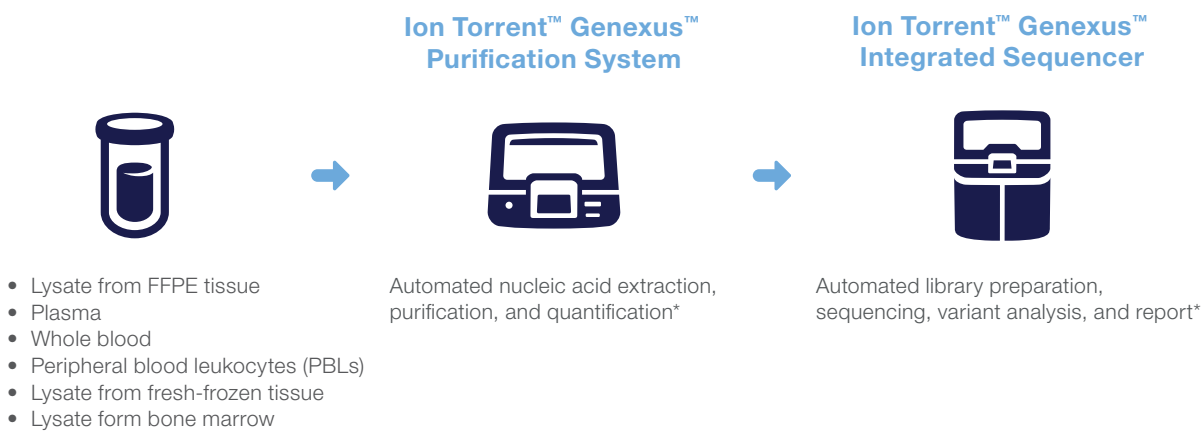 Ion Torrent™ Genexus™
Purification System
Ion Torrent™ Genexus™
Integrated Sequencer
• Lysate from FFPE tissue
• Plasma
• Whole blood
• Peripheral blood leukocytes (PBLs)
• Lysate from fresh-frozen tissue
• Lysate form bone marrow
Automated nucleic acid extraction,
purification, and quantification*
Automated library preparation,
sequencing, variant analysis, and report*